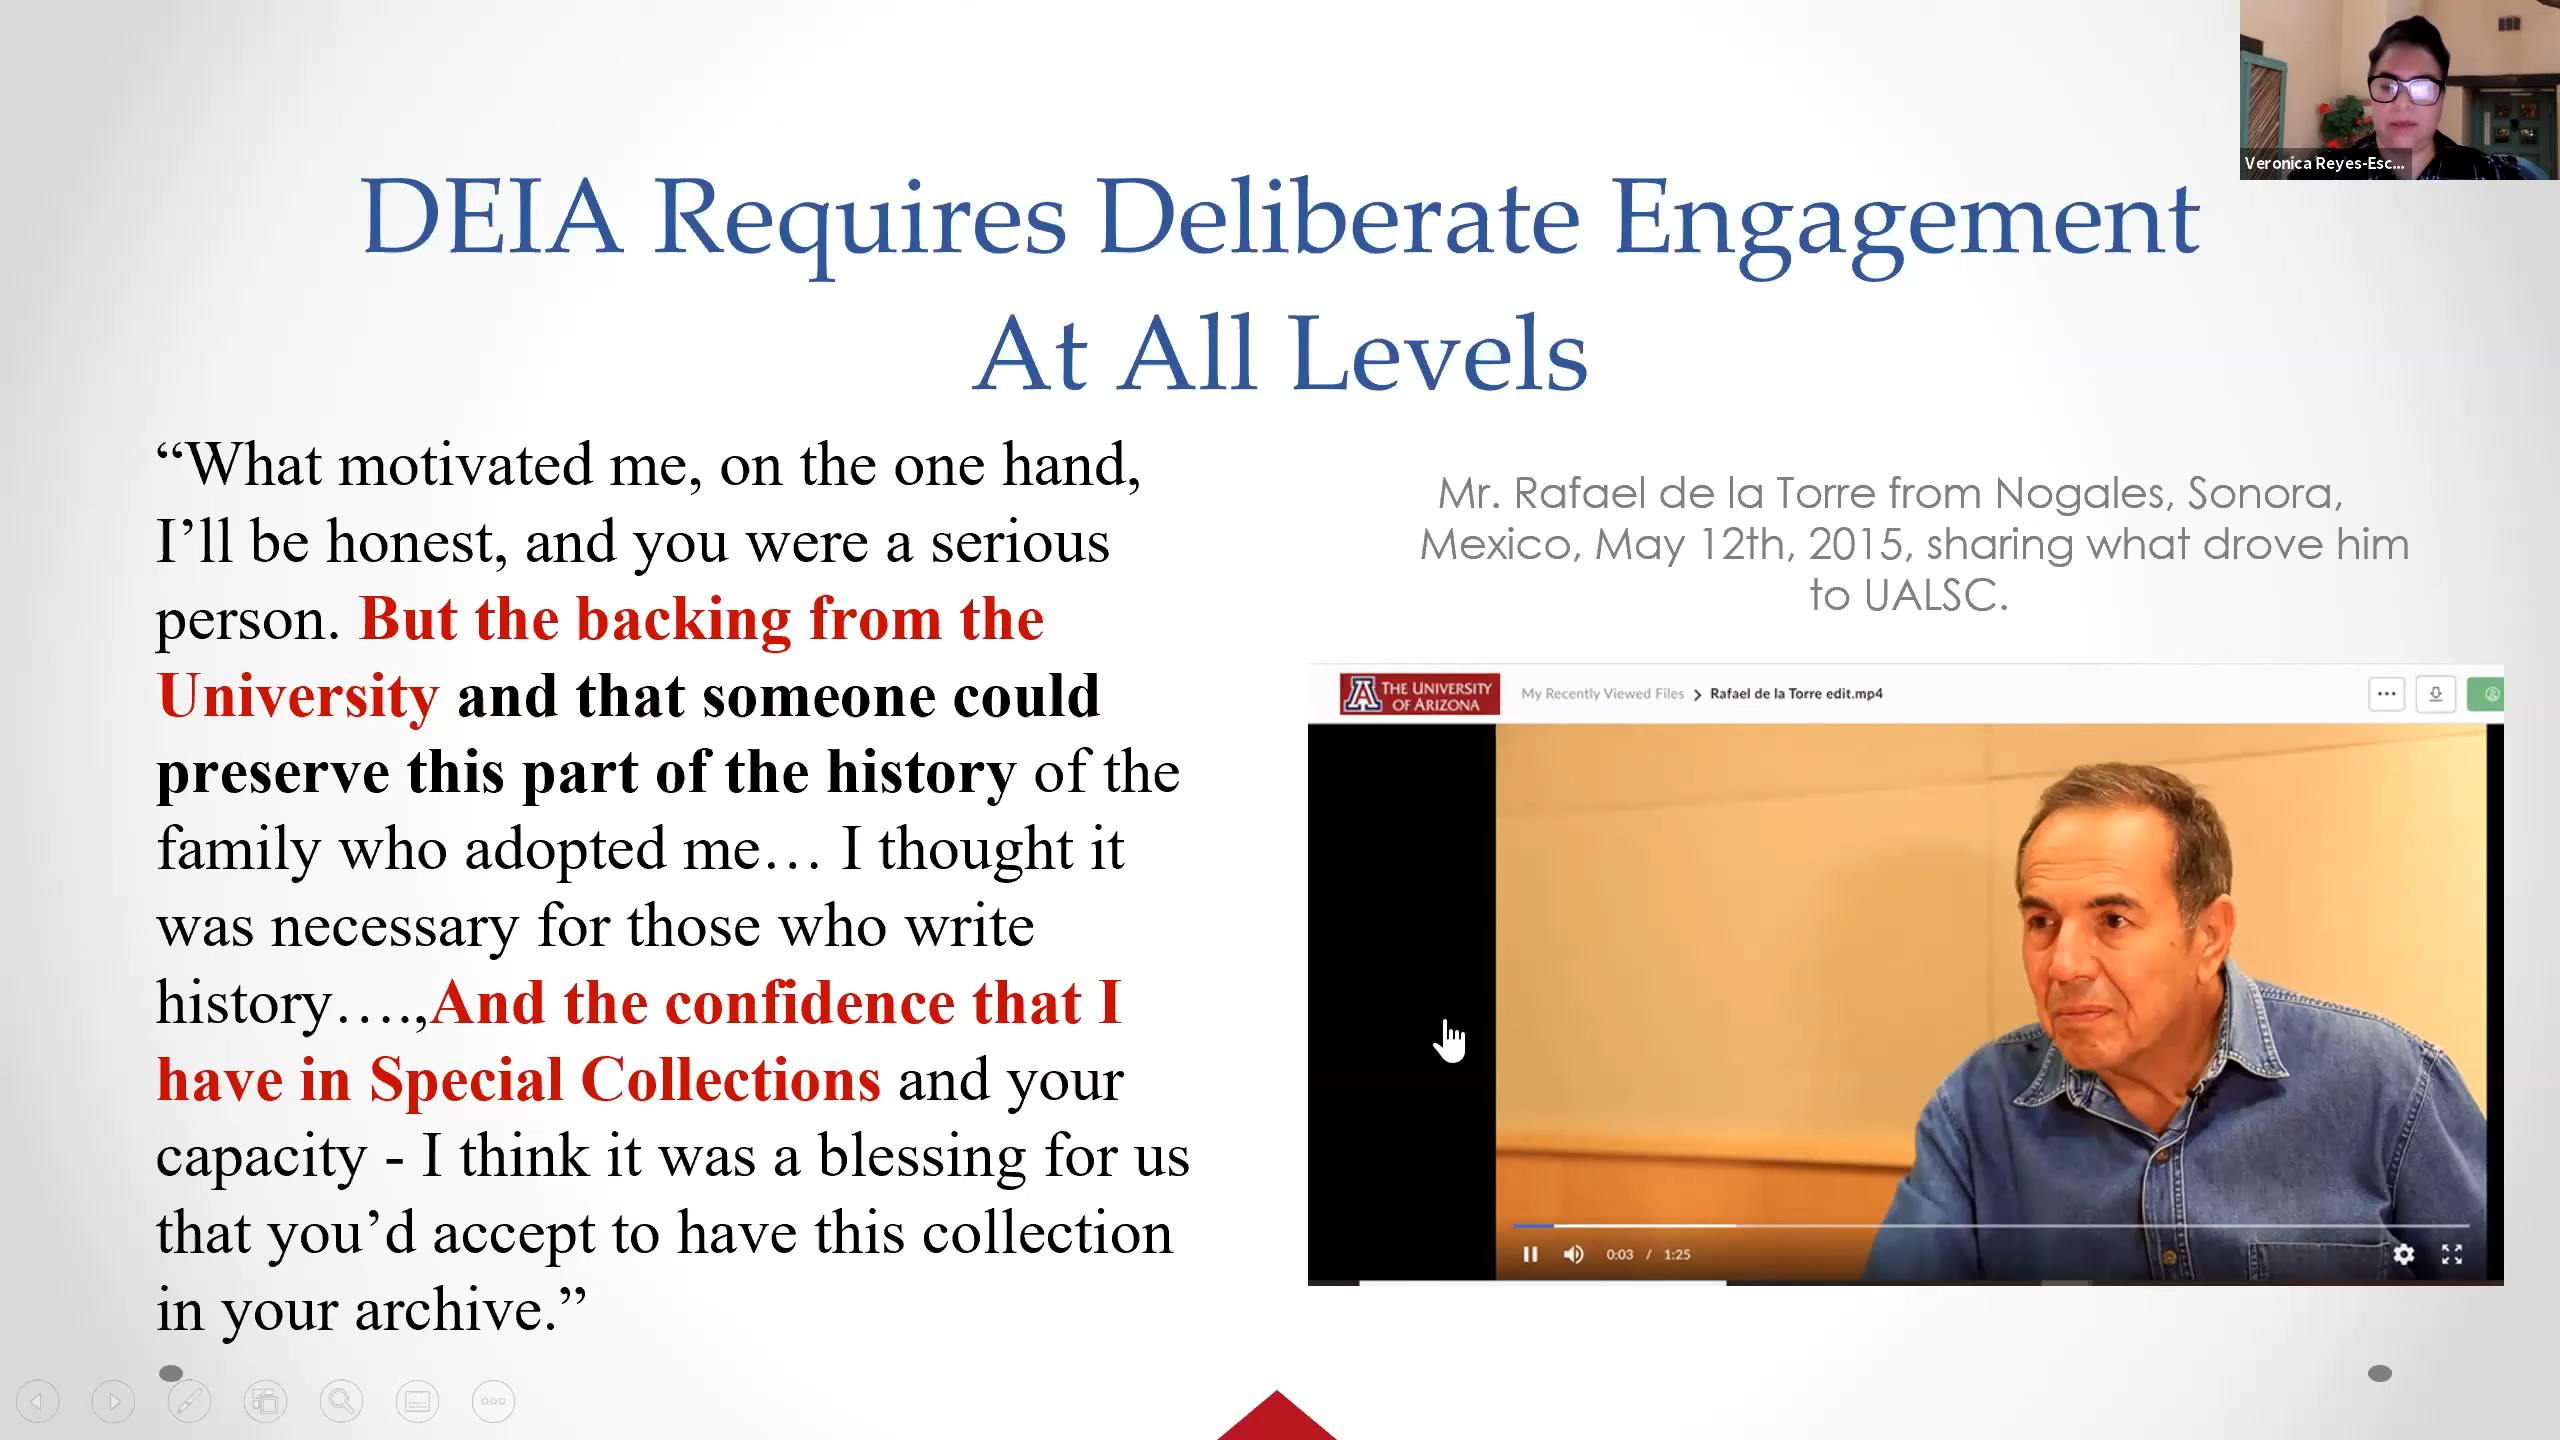 Veronica Reyes-Esc...
DEIA Requires Deliberate Engagement
At All Levels
“What motivated me, on the one hand,
I’ll be honest, and you were a serious
person. But the backing from the
University and that someone could
preserve this part of the history of the
family who adopted me… I thought it
was necessary for those who write
history….,And the confidence that I
have in Special Collections and your
capacity - I think it was a blessing for us
that you’d accept to have this collection
in your archive.”
Mr. Rafael de la Torre from Nogales, Sonora,
Mexico, May 12th, 2015, sharing what drove him
to UALSC.
A THE UNIVERSITY
OF ARIZONA
My Recently Viewed Files > Rafael de la Torre edit.mp4
0:03 / 1:25